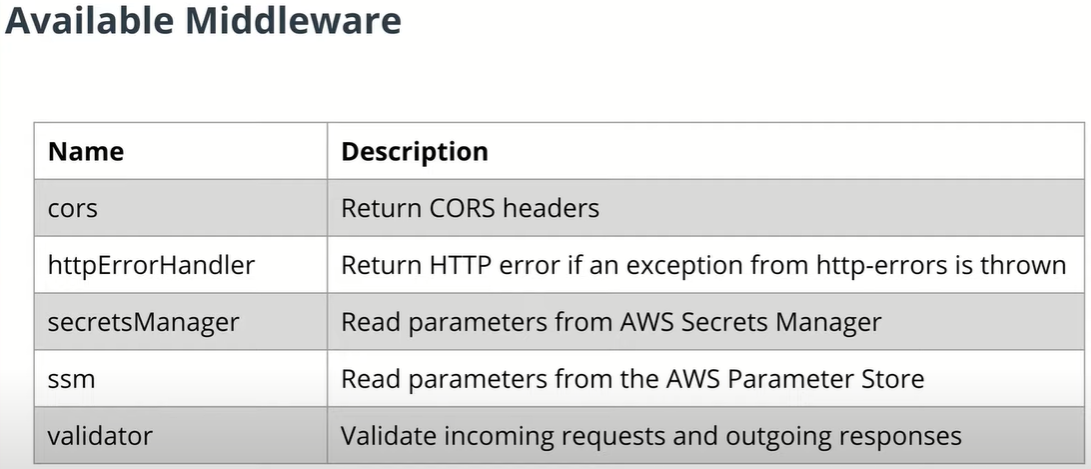 Available Middleware
Name Description
cors Return CORS headers
httpErrorHandler Return HTTP error if an exception from http-errors is thrown
secretsManager Read parameters from AWS Secrets Manager
ssm Read parameters from the AWS Parameter Store
validator Validate incoming requests and outgoing responses